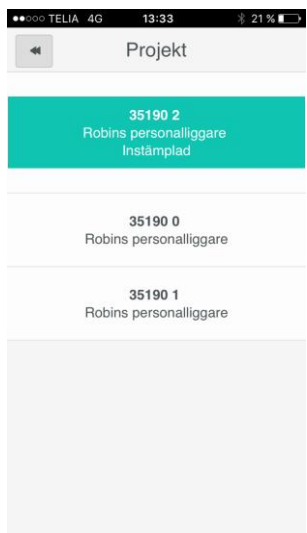 TELIA 4G 13:33 21 %
Projekt
35190 2
Robins personalliggare
Instämplad
35190 0
Robins personalliggare
35190 1
Robins personalliggare